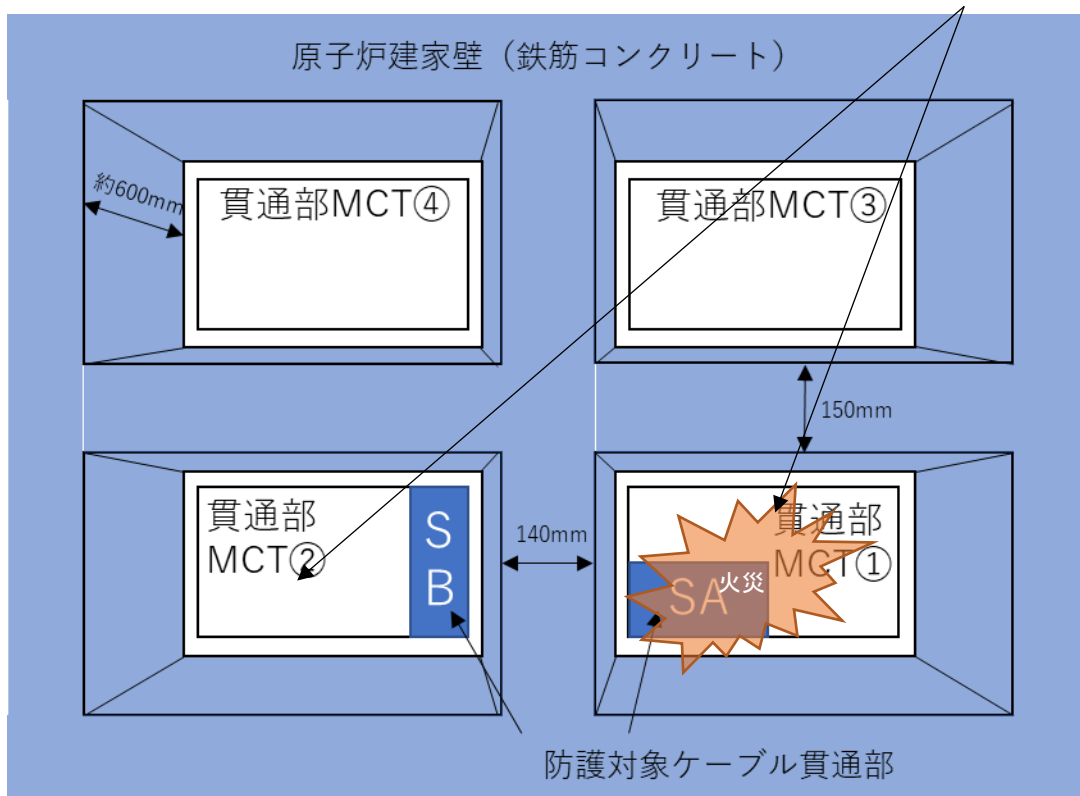 原子炉建家壁（鉄筋コンクリート）
約600mm
貫通部MCT④
貫通部MCT③
150mm
貫通部
MCT②
S
B
140mm
貫通部
MCT①
SA
火災
防護対象ケーブル貫通部